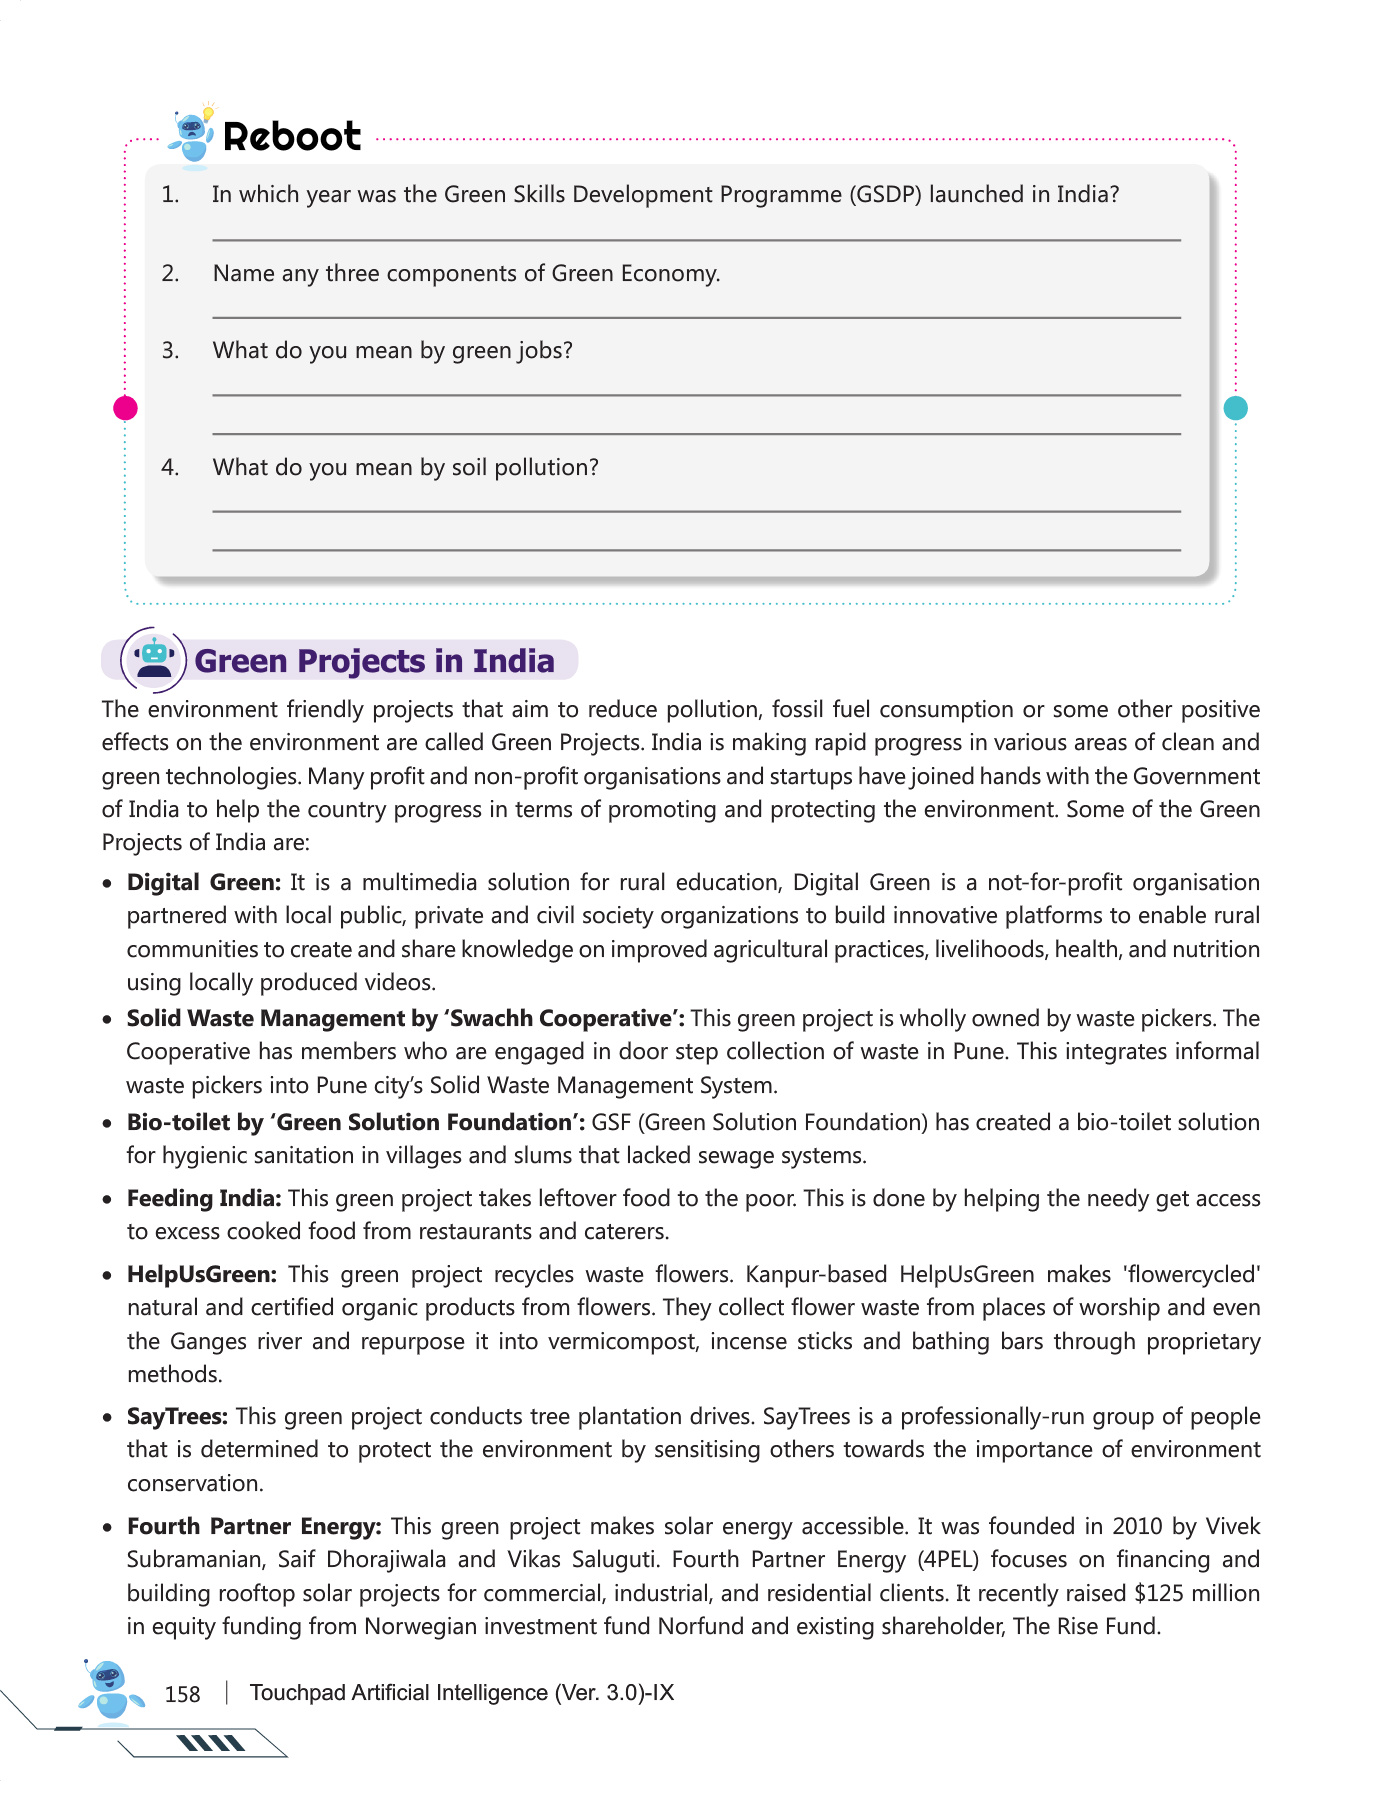 Reboot
1. In which year was the Green Skills Development Programme (GSDP) launched in India?
2. Name any three components of Green Economy.
3. What do you mean by green jobs?
4. What do you mean by soil pollution?
Green Projects in India
The environment friendly projects that aim to reduce pollution, fossil fuel consumption or some other positive
effects on the environment are called Green Projects. India is making rapid progress in various areas of clean and
green technologies. Many profit and non-profit organisations and startups have joined hands with the Government
of India to help the country progress in terms of promoting and protecting the environment. Some of the Green
Projects of India are:
• Digital Green: It is a multimedia solution for rural education, Digital Green is a not-for-profit organisation
partnered with local public, private and civil society organizations to build innovative platforms to enable rural
communities to create and share knowledge on improved agricultural practices, livelihoods, health, and nutrition
using locally produced videos.
• Solid Waste Management by ‘Swachh Cooperative’: This green project is wholly owned by waste pickers. The
Cooperative has members who are engaged in door step collection of waste in Pune. This integrates informal
waste pickers into Pune city’s Solid Waste Management System.
• Bio-toilet by ‘Green Solution Foundation’: GSF (Green Solution Foundation) has created a bio-toilet solution
for hygienic sanitation in villages and slums that lacked sewage systems.
• Feeding India: This green project takes leftover food to the poor. This is done by helping the needy get access
to excess cooked food from restaurants and caterers.
• HelpUsGreen: This green project recycles waste flowers. Kanpur-based HelpUsGreen makes 'flowercycled'
natural and certified organic products from flowers. They collect flower waste from places of worship and even
the Ganges river and repurpose it into vermicompost, incense sticks and bathing bars through proprietary
methods.
• SayTrees: This green project conducts tree plantation drives. SayTrees is a professionally-run group of people
that is determined to protect the environment by sensitising others towards the importance of environment
conservation.
• Fourth Partner Energy: This green project makes solar energy accessible. It was founded in 2010 by Vivek
Subramanian, Saif Dhorajiwala and Vikas Saluguti. Fourth Partner Energy (4PEL) focuses on financing and
building rooftop solar projects for commercial, industrial, and residential clients. It recently raised $125 million
in equity funding from Norwegian investment fund Norfund and existing shareholder, The Rise Fund.
158 | Touchpad Artificial Intelligence (Ver. 3.0)-IX